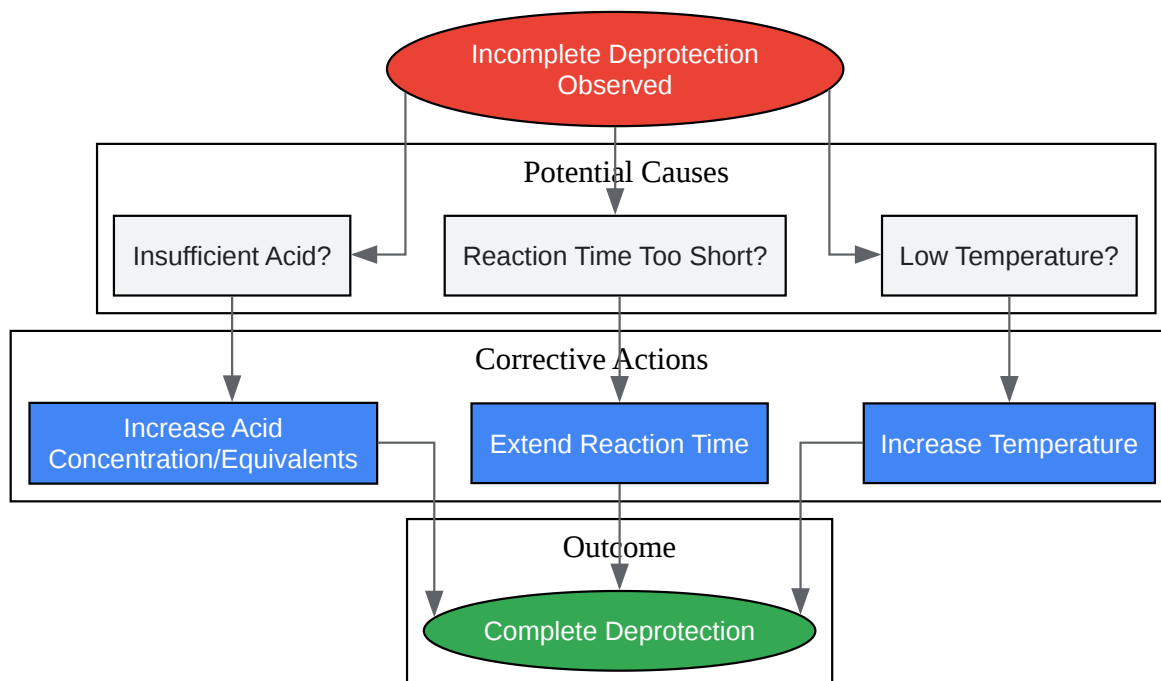 Incomplete Deprotection
Observed
Potential Causes
Insufficient Acid?
Reaction Time Too Short?
Low Temperature?
Corrective Actions
Increase Acid
Concentration/Equivalents
Extend Reaction Time
Increase Temperature
Outcome
Complete Deprotection